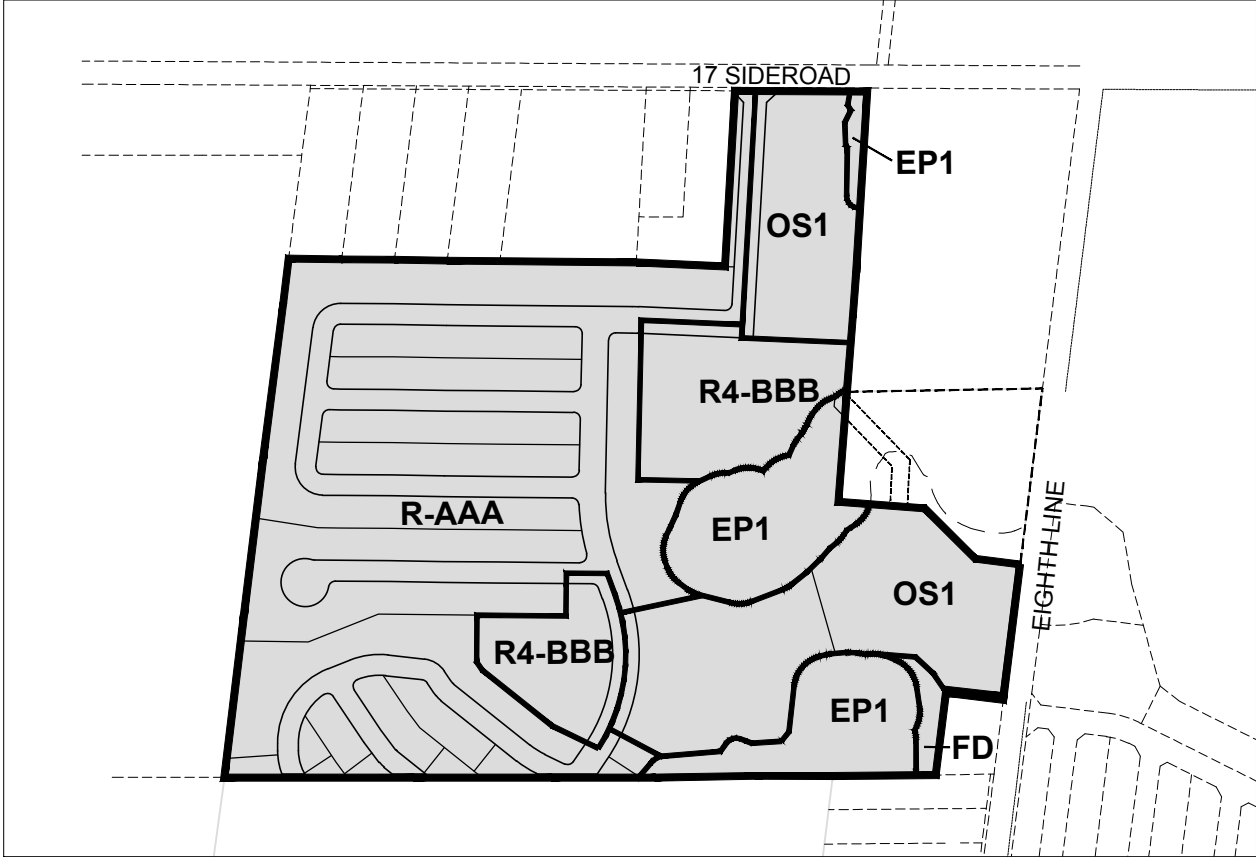 17 SIDEROAD
EP1
OS1
R4-BBB
R-AAA
EP1
EIGHTH LINE
OS1
R4-BBB
EP1
FD